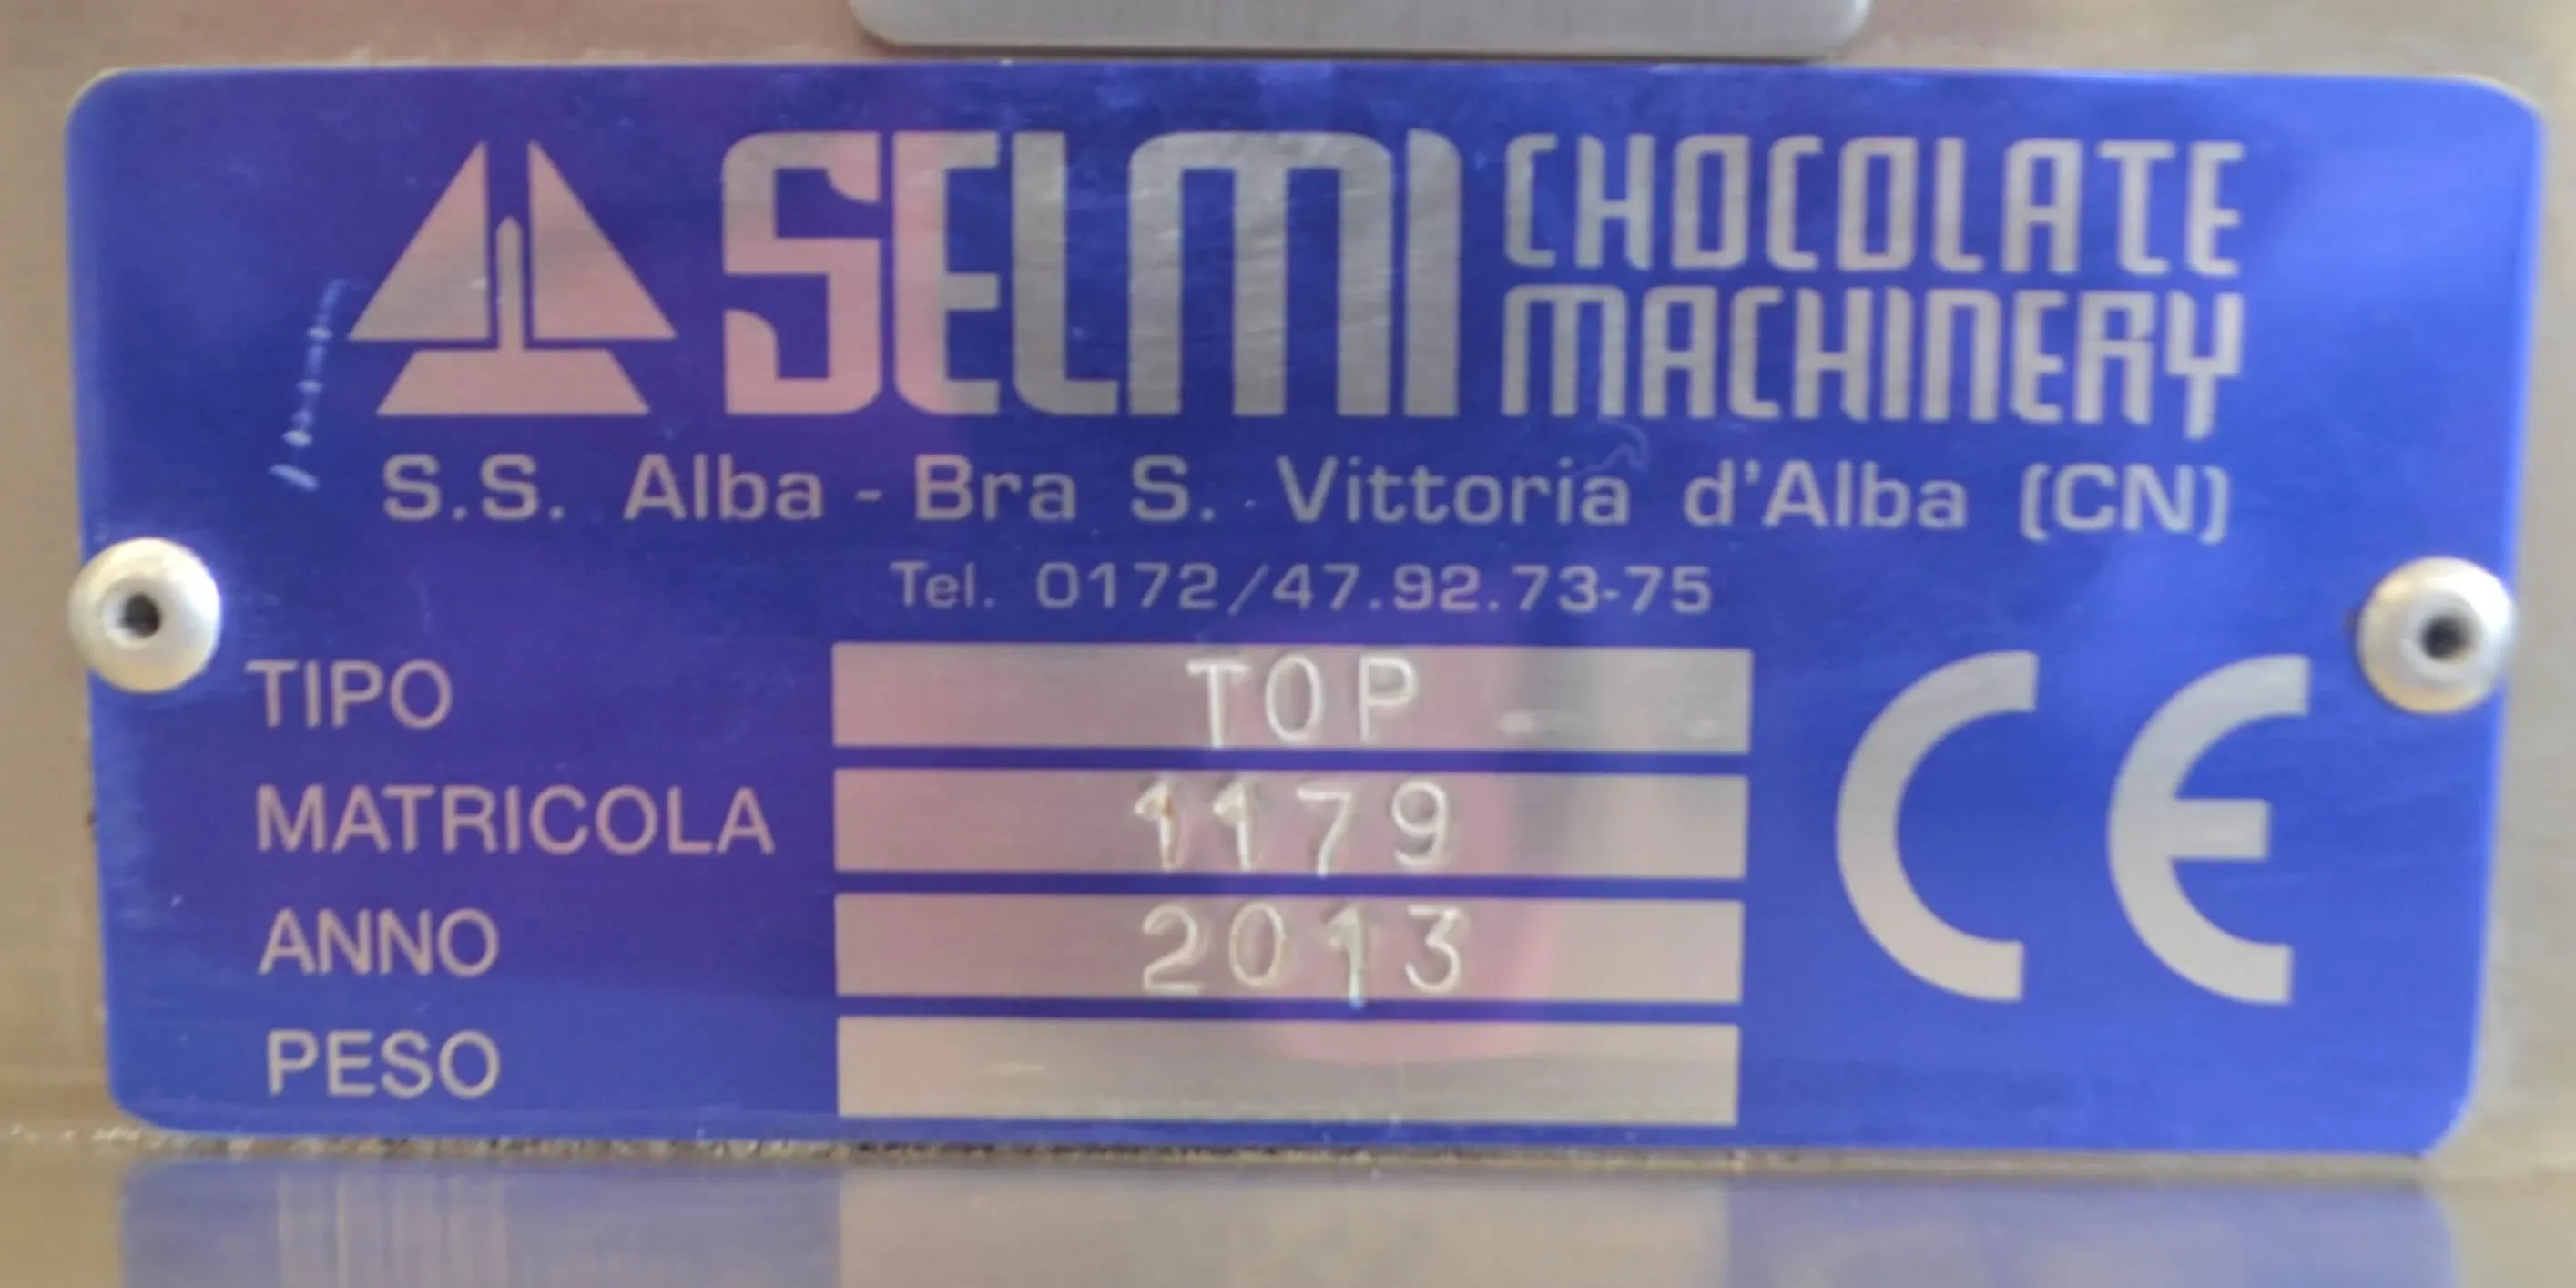 SELMI CHOCOLATE MACHINERY
S.S. Alba - Bra S. Vittoria d'Alba (CN)
Tel. 0172/47.92.73-75
TIPO TOP
MATRICOLA 1179
ANNO 2013
PESO
CE